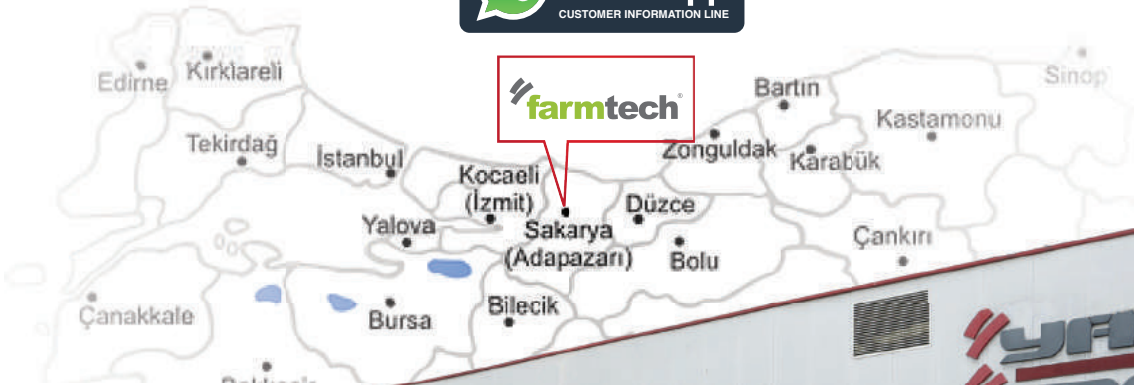 CUSTOMER INFORMATION LINE
Edirne
Kırklareli
Tekirdağ
İstanbul
farmtech
Bartın
Sinop
Kastamonu
Zonguldak
Karabük
Kocaeli
(İzmit)
Sakarya
(Adapazarı)
Düzce
Yalova
Bolu
Çankırı
Çanakkale
Bursa
Bilecik